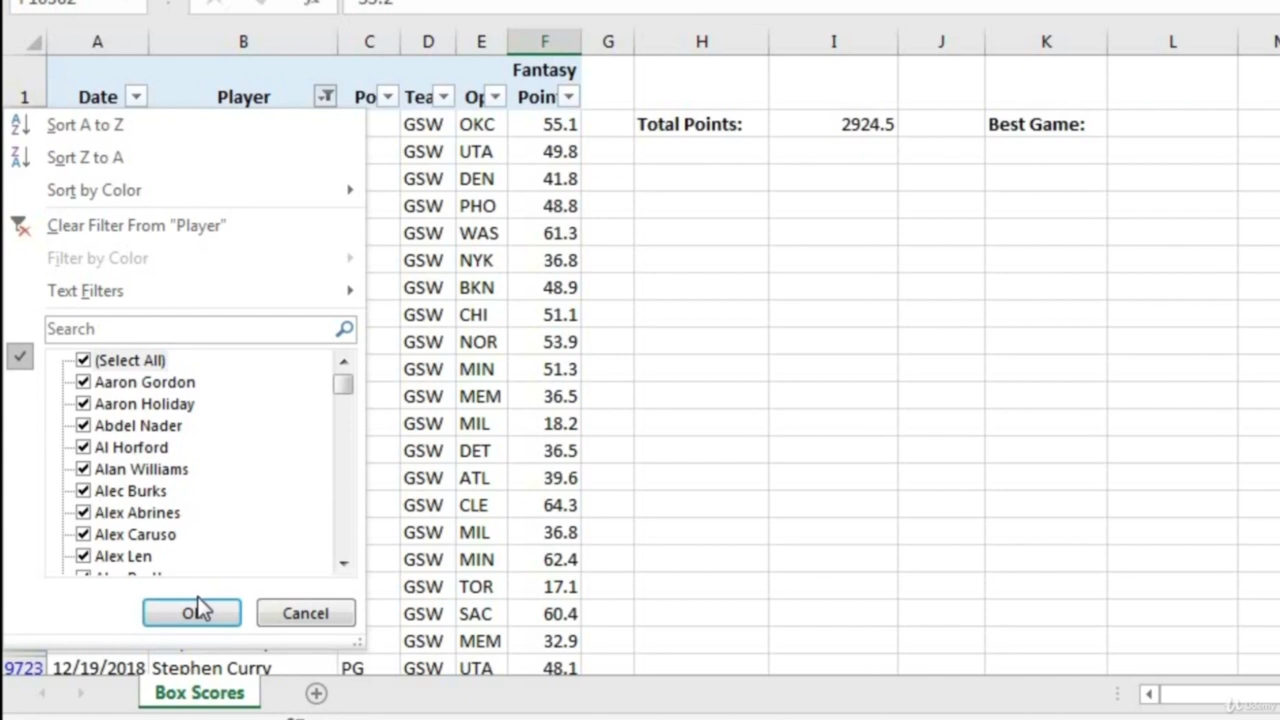 A B C D E F G H I J K L
Fantasy
1 Date Player Po Tea Op Poin
Sort A to Z GSW OKC 55.1 Total Points: 2924.5 Best Game:
GSW UTA 49.8
Sort Z to A
GSW DEN 41.8
Sort by Color
GSW PHO 48.8
Clear Filter From "Player"
GSW WAS 61.3
Filter by Color GSW NYK 36.8
Text Filters GSW BKN 48.9
GSW CHI 51.1
Search
GSW NOR 53.9
(Select All)
GSW MIN 51.3
Aaron Gordon
GSW MEM 36.5
Aaron Holiday
Abdel Nader GSW MIL 18.2
Al Horford GSW DET 36.5
Alan Williams
GSW ATL 39.6
Alec Burks
GSW CLE 64.3
Alex Abrines
Alex Caruso GSW MIL 36.8
Alex Len GSW MIN 62.4
GSW TOR 17.1
Cancel GSW SAC 60.4
GSW MEM 32.9
9723 12/19/2018 Stephen Curry PG GSW UTA 48.1
Box Scores
Udemy